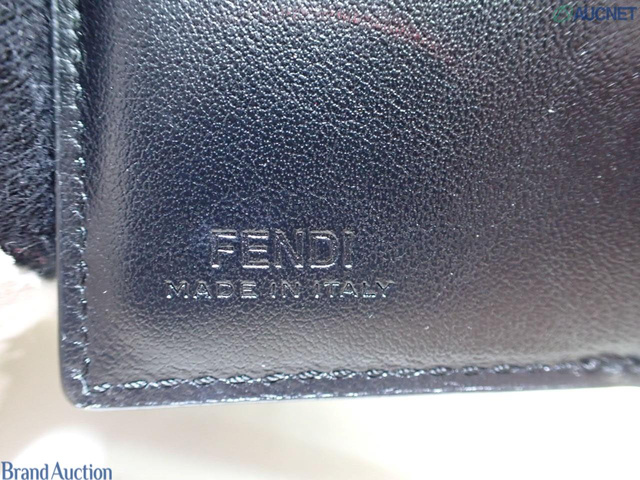 AUCNET
FENDI
MADE IN ITALY
Brand Auction